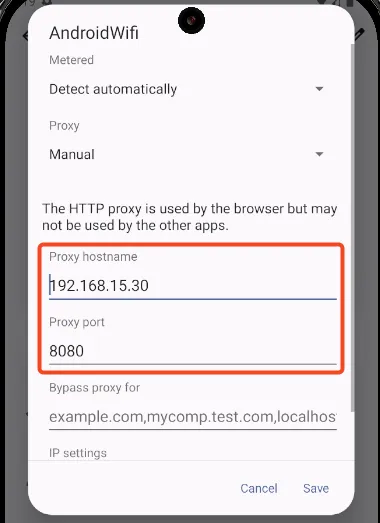 AndroidWifi
Metered
Detect automatically
Proxy
Manual
The HTTP proxy is used by the browser but may
not be used by the other apps.
Proxy hostname
192.168.15.30
Proxy port
8080
Bypass proxy for
example.com,mycomp.test.com,localhos
IP settings
Cancel Save